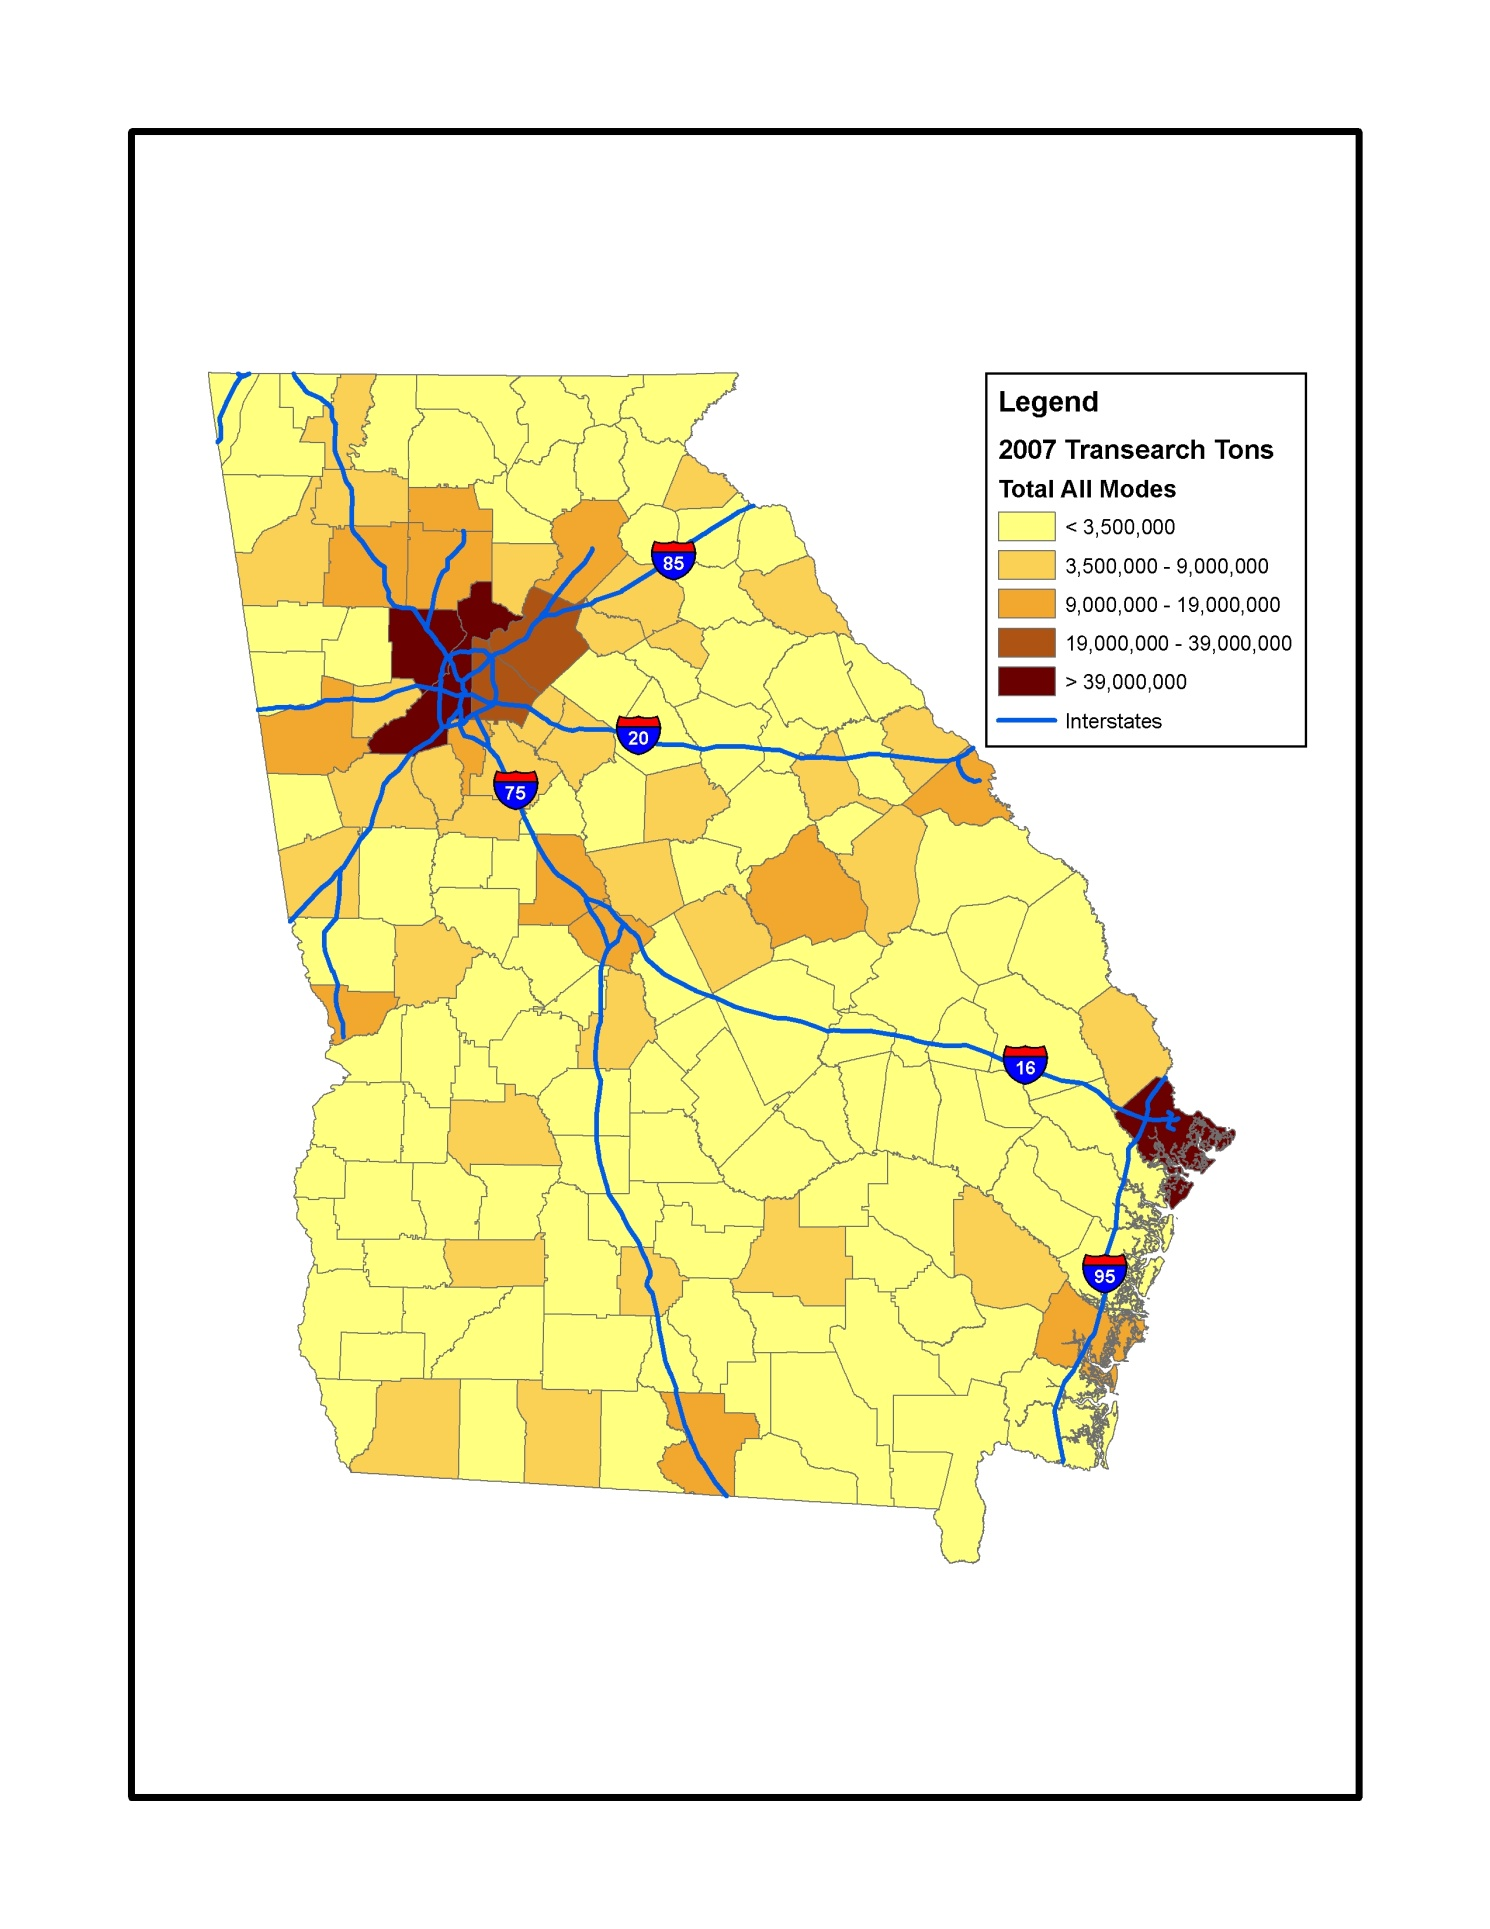 Legend
2007 Transearch Tons
Total All Modes
< 3,500,000
3,500,000 - 9,000,000
9,000,000 - 19,000,000
19,000,000 - 39,000,000
> 39,000,000
Interstates
85
20
75
16
95